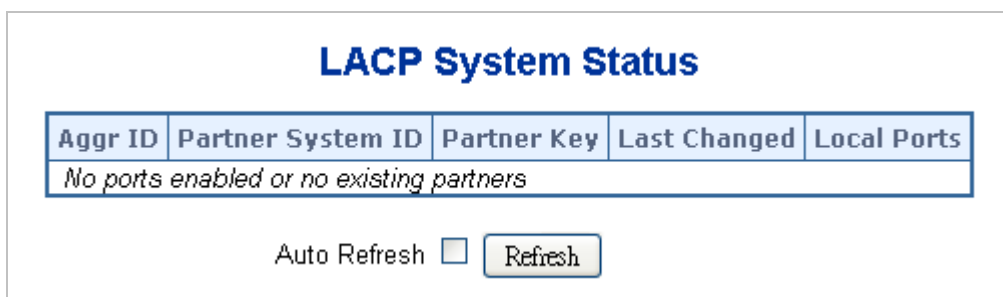 LACP System Status
Aggr ID Partner System ID Partner Key Last Changed Local Ports
No ports enabled or no existing partners
Auto Refresh Refresh